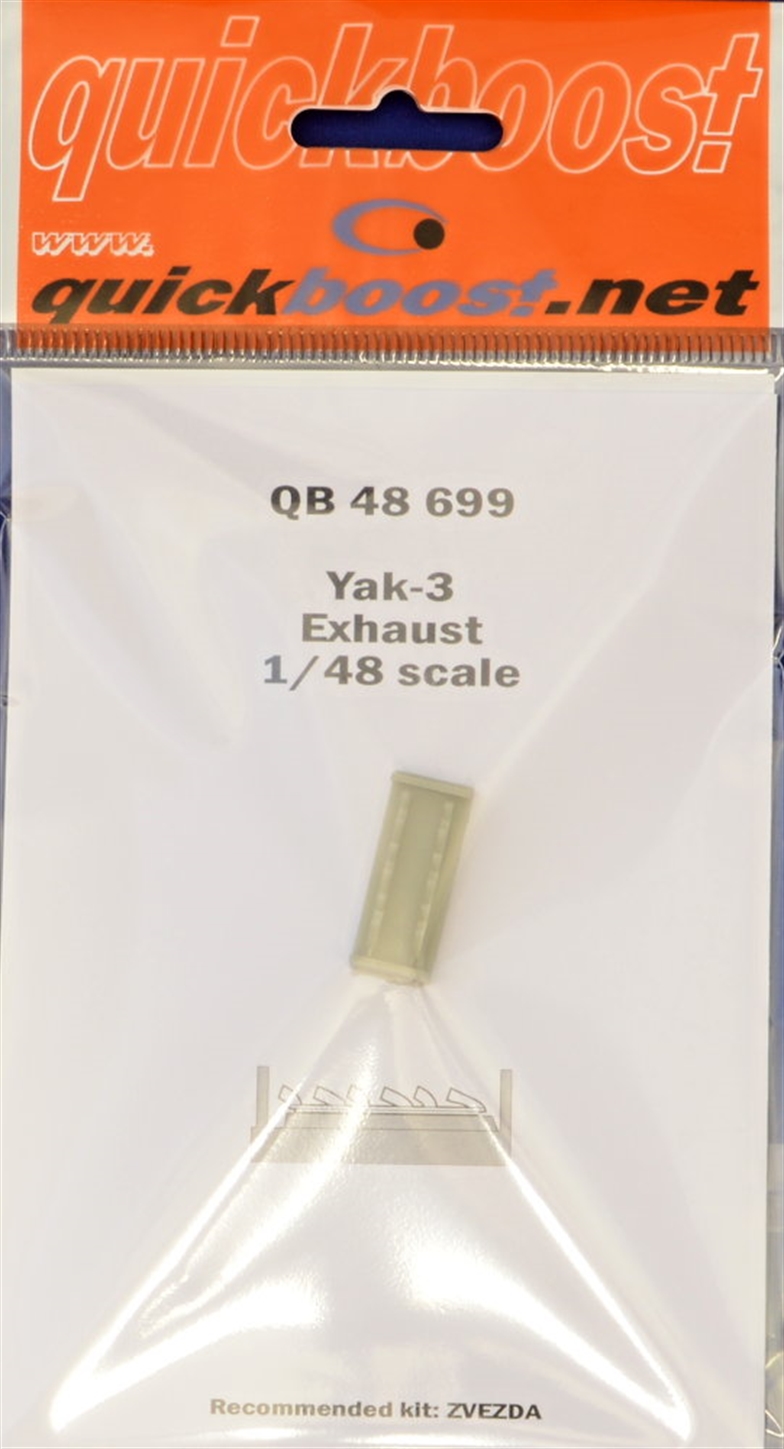 quickboost
www.
quickboost.net
QB 48 699
Yak-3
Exhaust
1/48 scale
Recommended kit: ZVEZDA